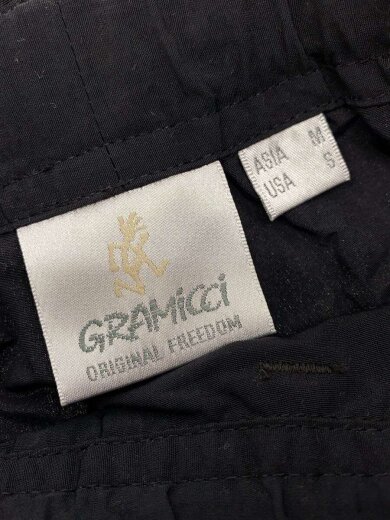 GRAMiCCi
ORIGINAL FREEDOM
ASIA M
USA S